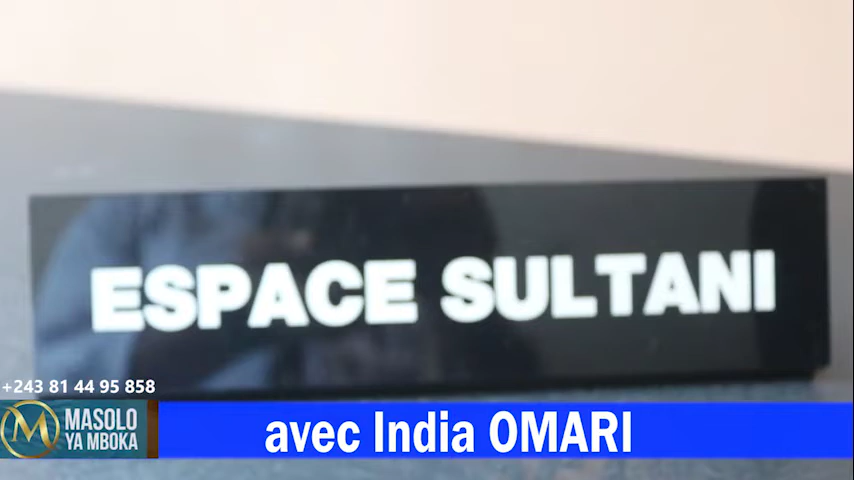 ESPACE SULTANI
+243 81 44 95 858
MASOLO
YA MBOKA
avec India OMARI